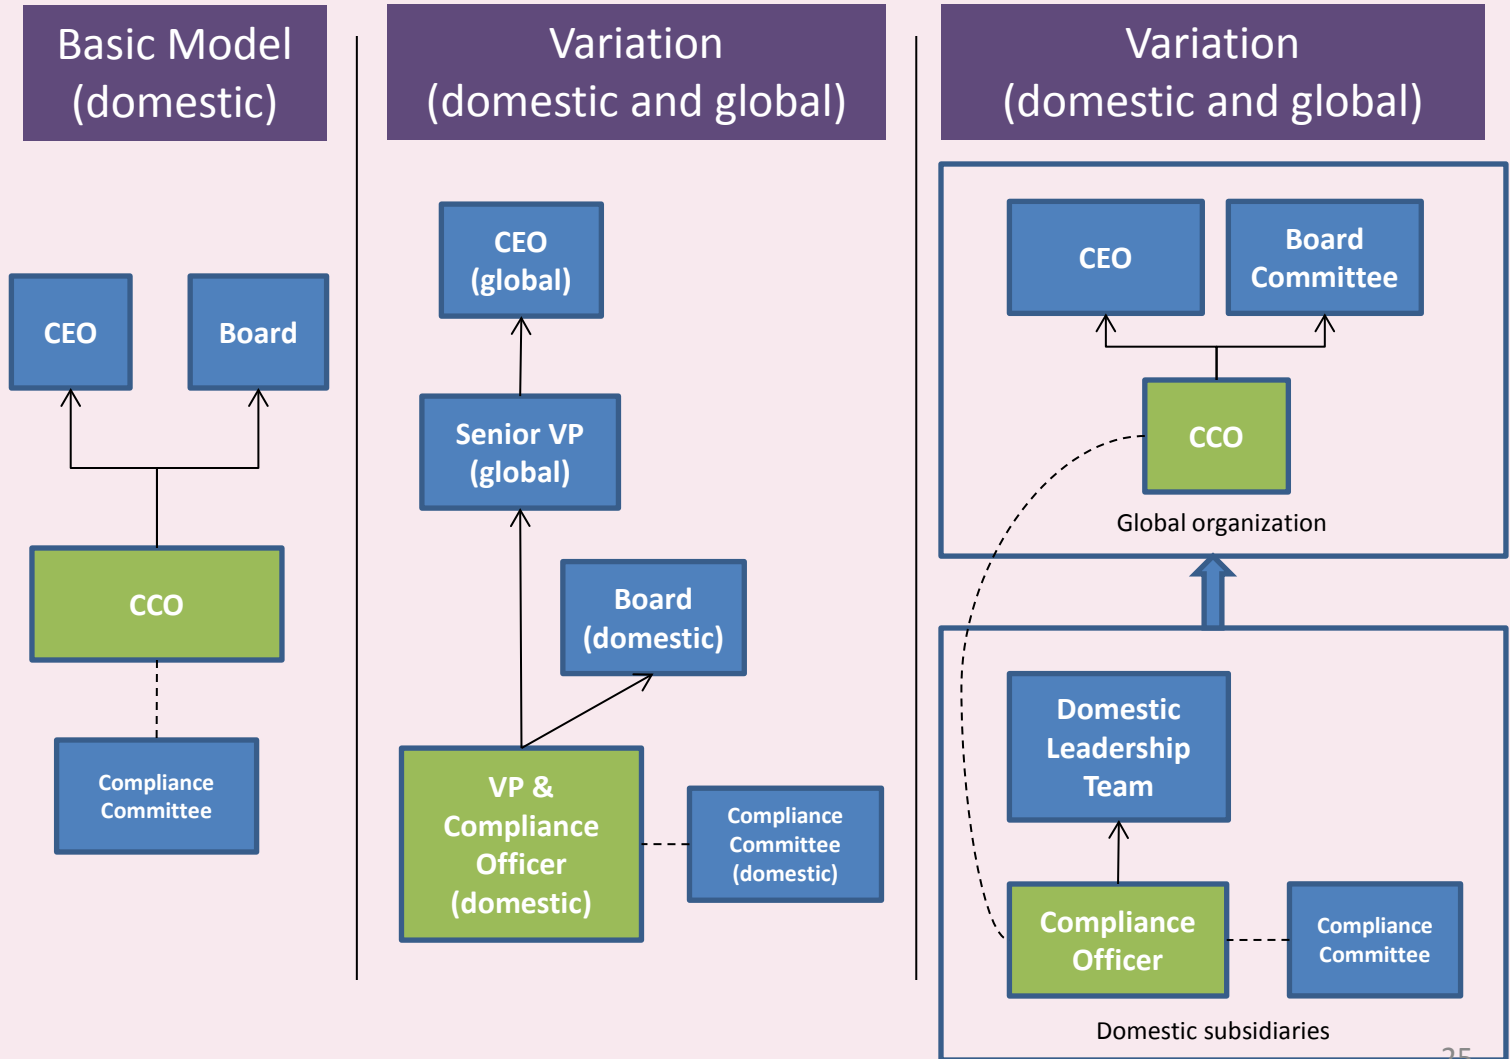 Basic Model
(domestic)
CEO
Board
CCO
Compliance
Committee
Variation
(domestic and global)
CEO
(global)
Senior VP
(global)
Board
(domestic)
VP &
Compliance
Officer
(domestic)
Compliance
Committee
(domestic)
Variation
(domestic and global)
CEO
Board
Committee
CCO
Global organization
Domestic
Leadership
Team
Compliance
Officer
Compliance
Committee
Domestic subsidiaries